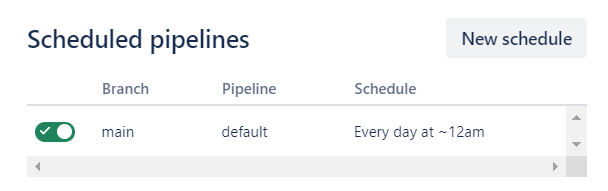 Scheduled pipelines
New schedule
Branch Pipeline Schedule
main default Every day at ~12am